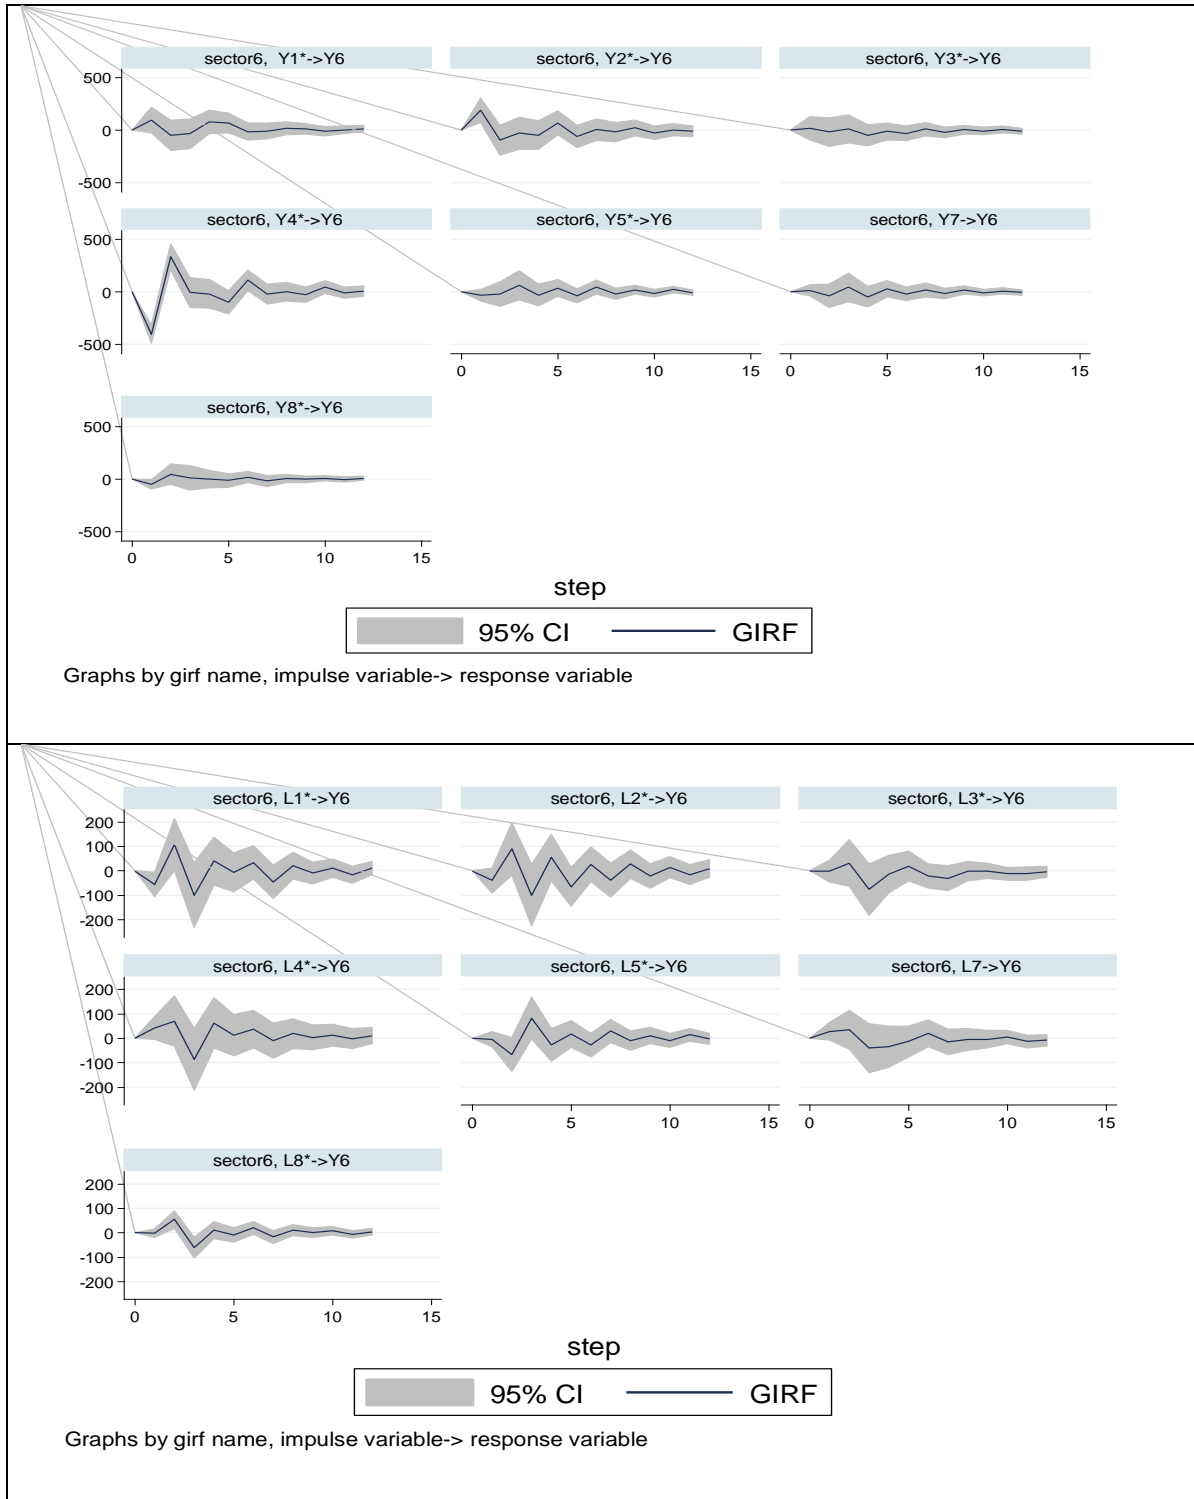 sector6, Y1*->Y6
sector6, Y2*->Y6
sector6, Y3*->Y6
500
0
-500
sector6, Y4*->Y6
sector6, Y5*->Y6
sector6, Y7->Y6
500
0
-500
0 5 10 15
0 5 10 15
sector6, Y8*->Y6
500
0
-500
0 5 10 15
step
95% CI GIRF
Graphs by girf name, impulse variable-> response variable
sector6, L1*->Y6
sector6, L2*->Y6
sector6, L3*->Y6
200
100
0
-100
-200
sector6, L4*->Y6
sector6, L5*->Y6
sector6, L7->Y6
200
100
0
-100
-200
0 5 10 15
0 5 10 15
sector6, L8*->Y6
200
100
0
-100
-200
0 5 10 15
step
95% CI GIRF
Graphs by girf name, impulse variable-> response variable